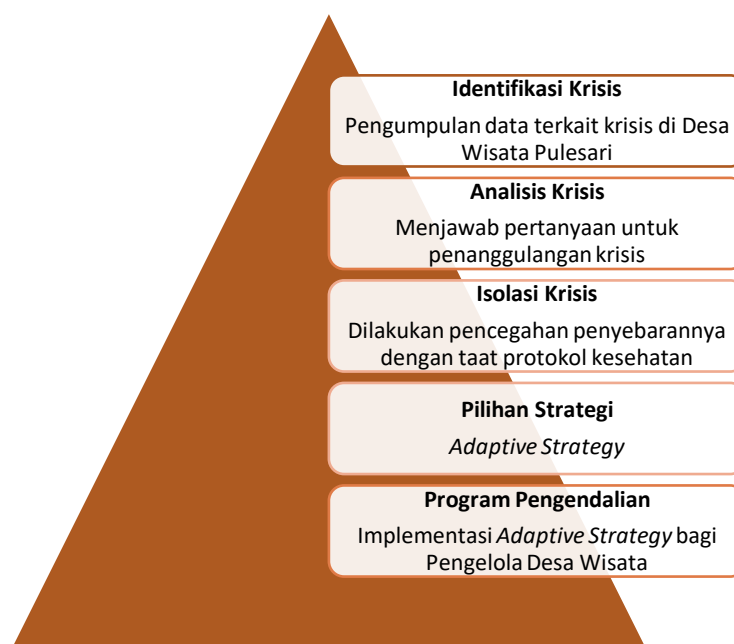 Identifikasi Krisis
Pengumpulan data terkait krisis di Desa
Wisata Pulesari
Analisis Krisis
Menjawab pertanyaan untuk
penanggulangan krisis
Isolasi Krisis
Dilakukan pencegahan penyebarannya
dengan taat protokol kesehatan
Pilihan Strategi
Adaptive Strategy
Program Pengendalian
Implementasi Adaptive Strategy bagi
Pengelola Desa Wisata